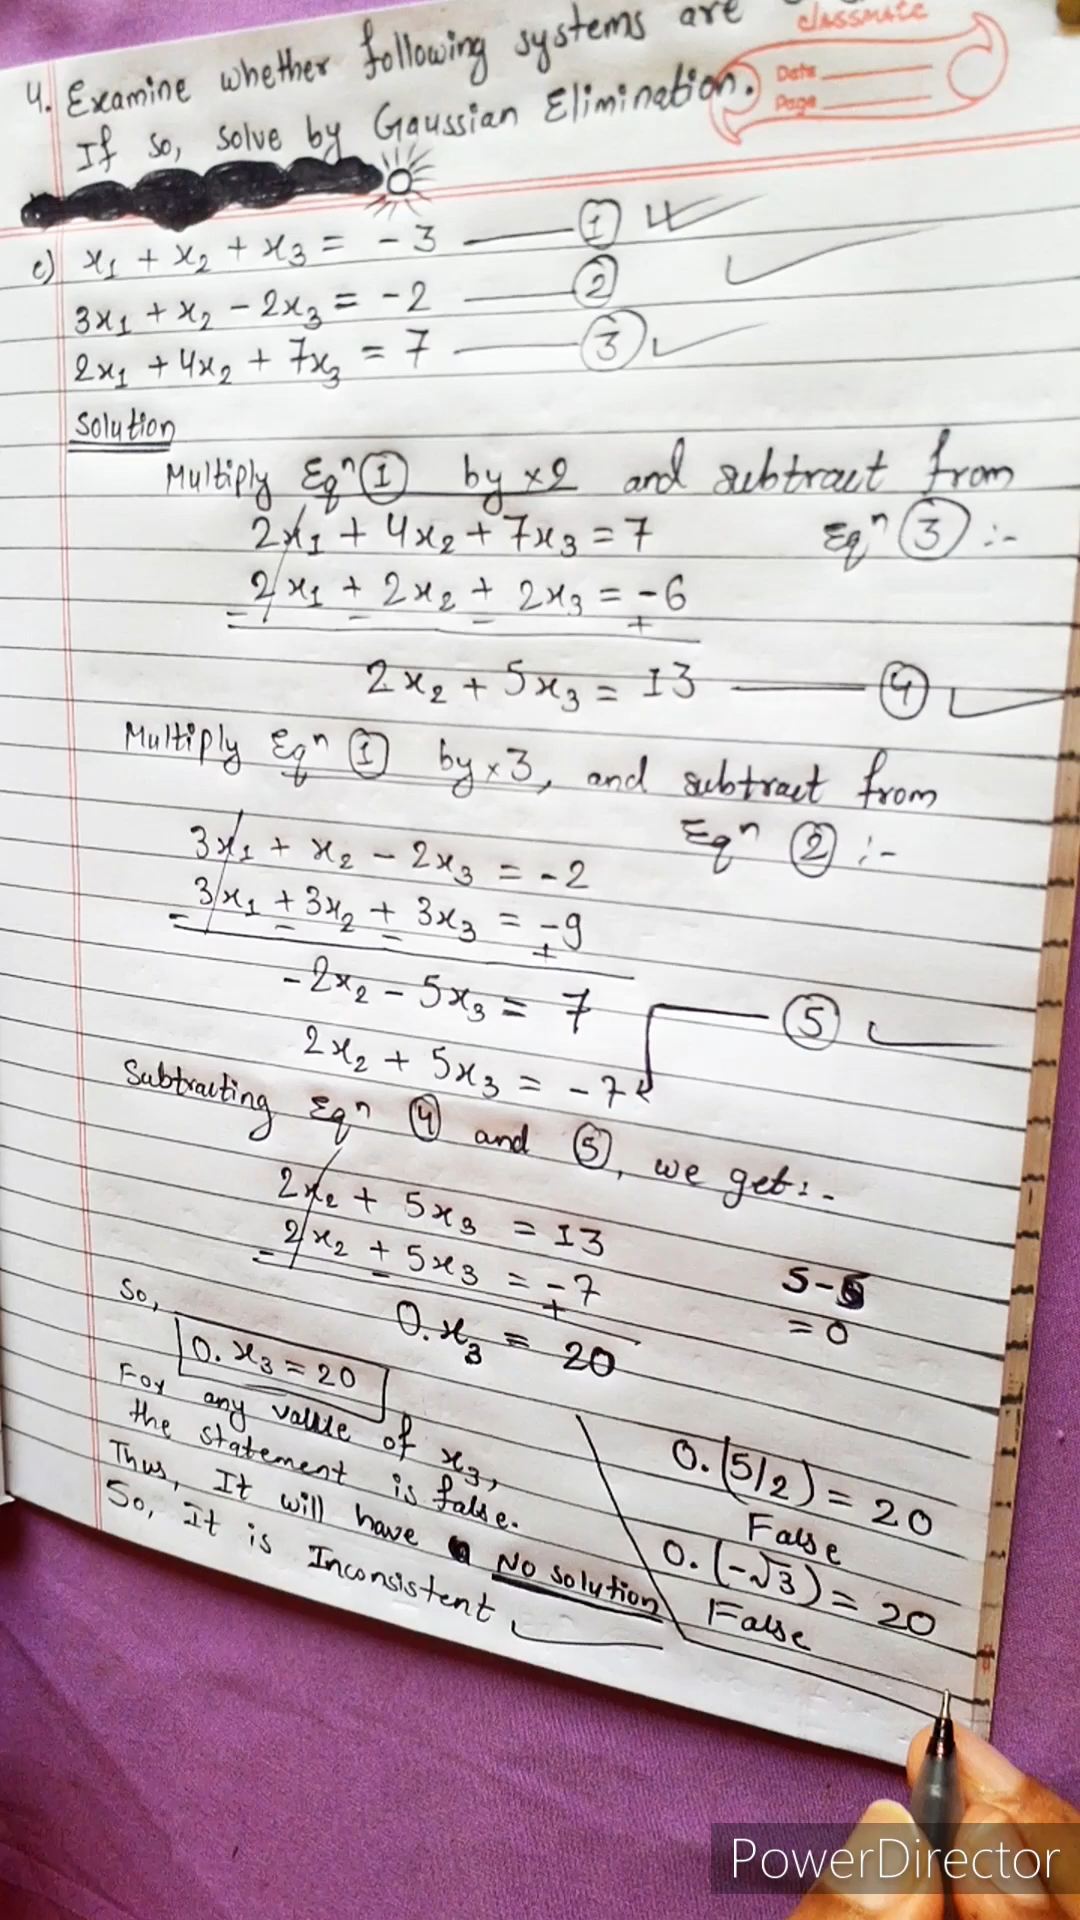 classmate
Date
Page
4. Examine whether following systems are
If so, solve by Gaussian Elimination.
c) x₁ + x₂ + x₃ = -3 ——— ①
3x₁ + x₂ - 2x₃ = -2 ——— ②
2x₁ + 4x₂ + 7x₃ = 7 ——— ③
Solution
Multiply Eqⁿ ① by ×2 and subtract from
Eqⁿ ③ :-
2x₁ + 4x₂ + 7x₃ = 7
2x₁ + 2x₂ + 2x₃ = -6
- - - +
2x₂ + 5x₃ = 13 ——— ④
Multiply Eqⁿ ① by ×3, and subtract from
Eqⁿ ② :-
3x₁ + x₂ - 2x₃ = -2
3x₁ + 3x₂ + 3x₃ = -9
- - - +
-2x₂ - 5x₃ = 7
2x₂ + 5x₃ = -7 ——— ⑤
Subtracting Eqⁿ ④ and ⑤, we get :-
2x₂ + 5x₃ = 13
2x₂ + 5x₃ = -7
- - +
0.x₃ = 20
5-5
=0
So,
0.x₃ = 20
For any value of x₃,
the statement is false.
Thus, It will have No solution
So, It is Inconsistent
0.(5/2) = 20
False
0.(-√3) = 20
False
PowerDirector